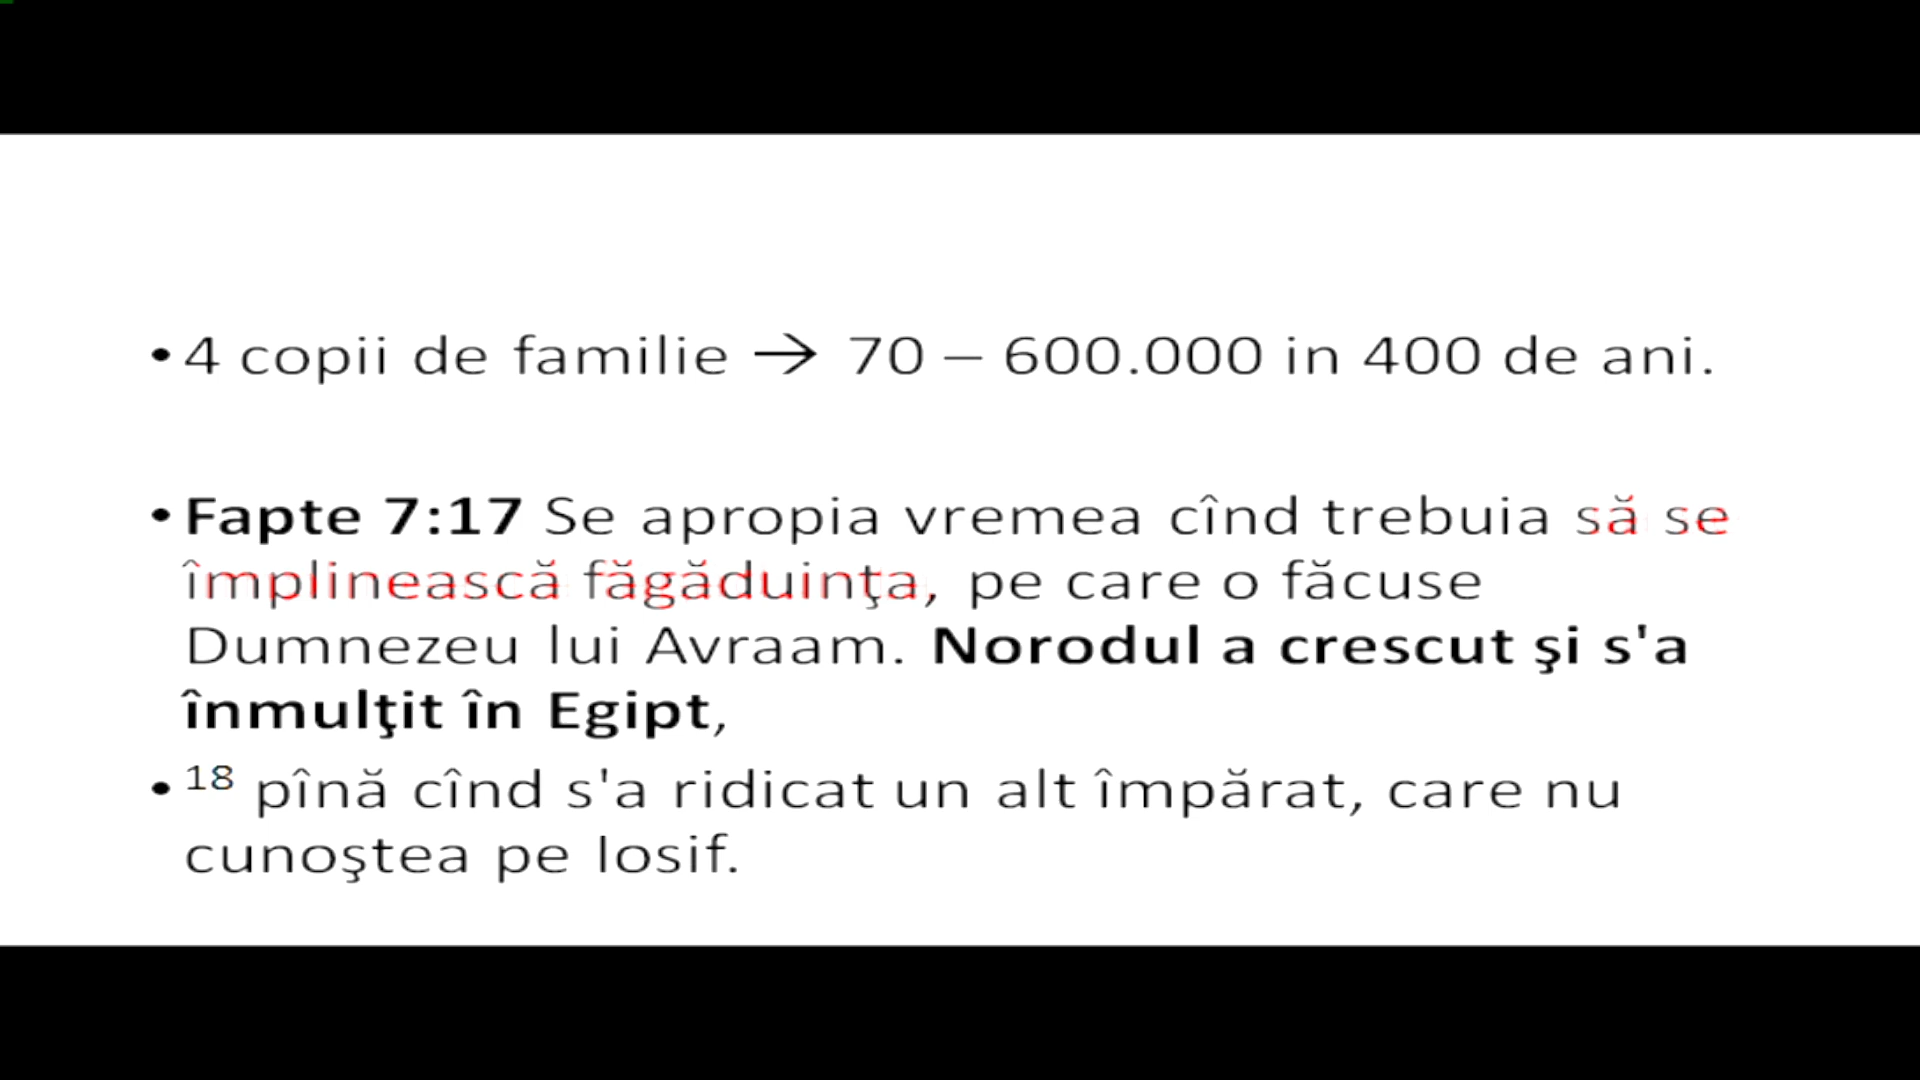 • 4 copii de familie → 70 – 600.000 in 400 de ani.
• Fapte 7:17 Se apropia vremea cînd trebuia să se
împlinească făgăduinţa, pe care o făcuse
Dumnezeu lui Avraam. Norodul a crescut şi s'a
înmulţit în Egipt,
• 18 pînă cînd s'a ridicat un alt împărat, care nu
cunoştea pe Iosif.